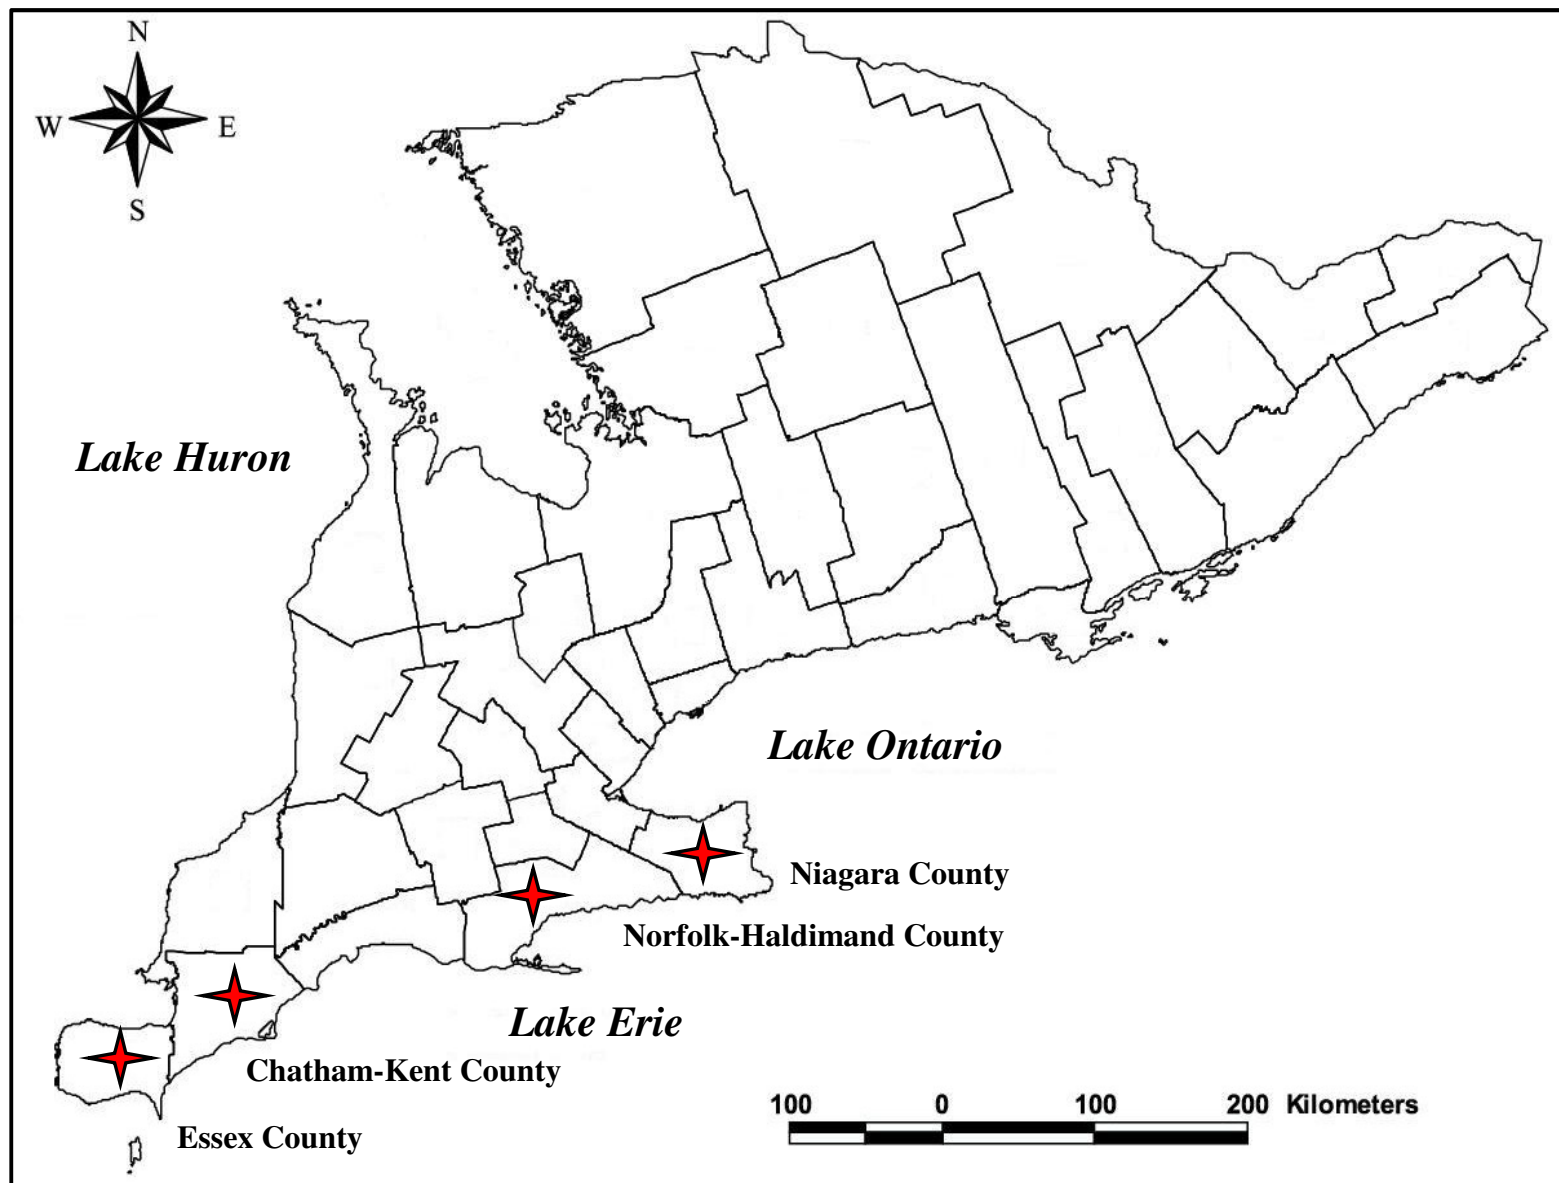 N
W E
S
Lake Huron
Lake Ontario
Niagara County
Norfolk-Haldimand County
Lake Erie
Chatham-Kent County
Essex County
100 0 100 200 Kilometers